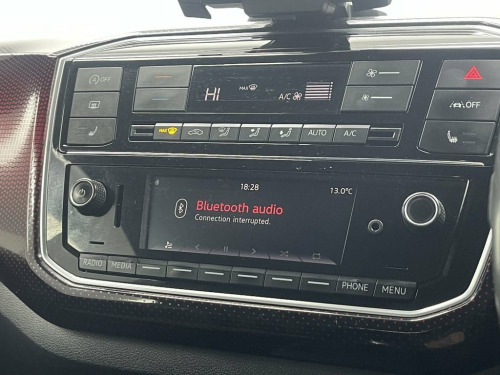 OFF
HI
MAX
A/C
OFF
MAX
AUTO
A/C
18:28
13.0°C
Bluetooth audio
Connection interrupted.
RADIO
MEDIA
PHONE
MENU